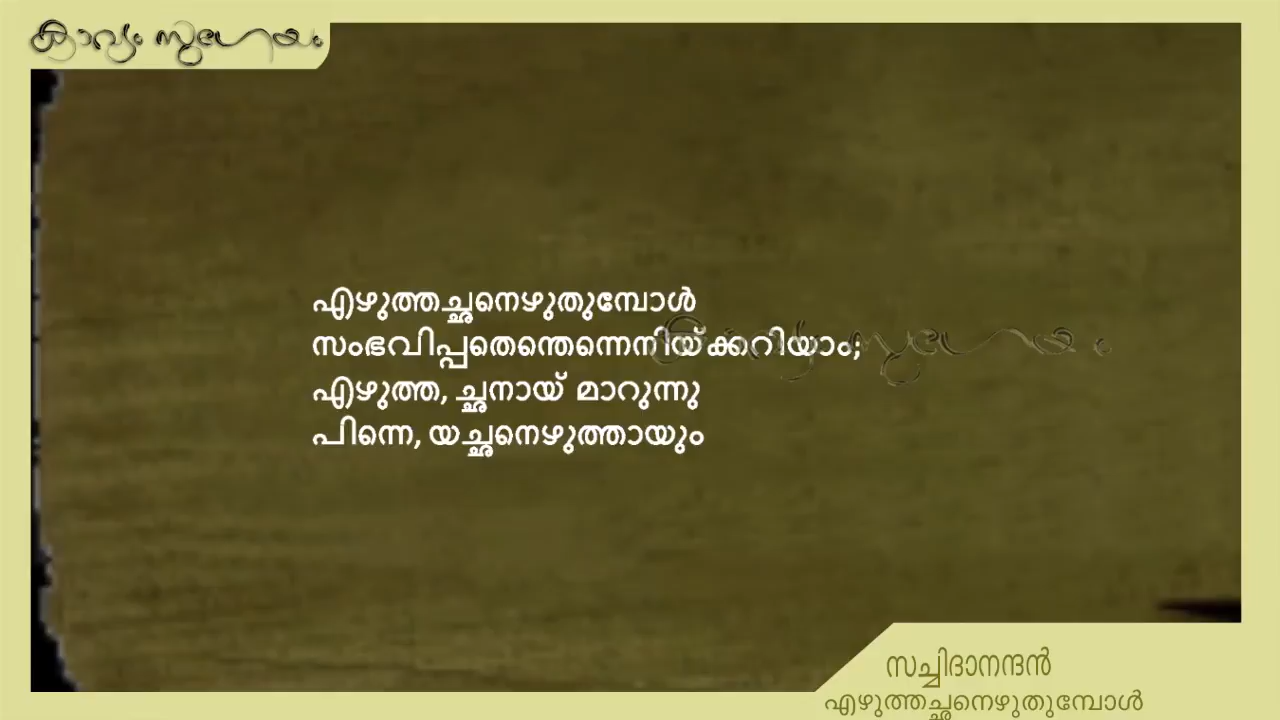 കാവ്യം സുഗേയം
എഴുത്തച്ഛനെഴുതുമ്പോൾ
സംഭവിപ്പതെന്തെന്നെനിയ്ക്കറിയാം;
എഴുത്ത, ച്ഛനായ് മാറുന്നു
പിന്നെ, യച്ഛനെഴുത്തായും
കാവ്യം സുഗേയം
സച്ചിദാനന്ദൻ
എഴുത്തച്ഛനെഴുതുമ്പോൾ